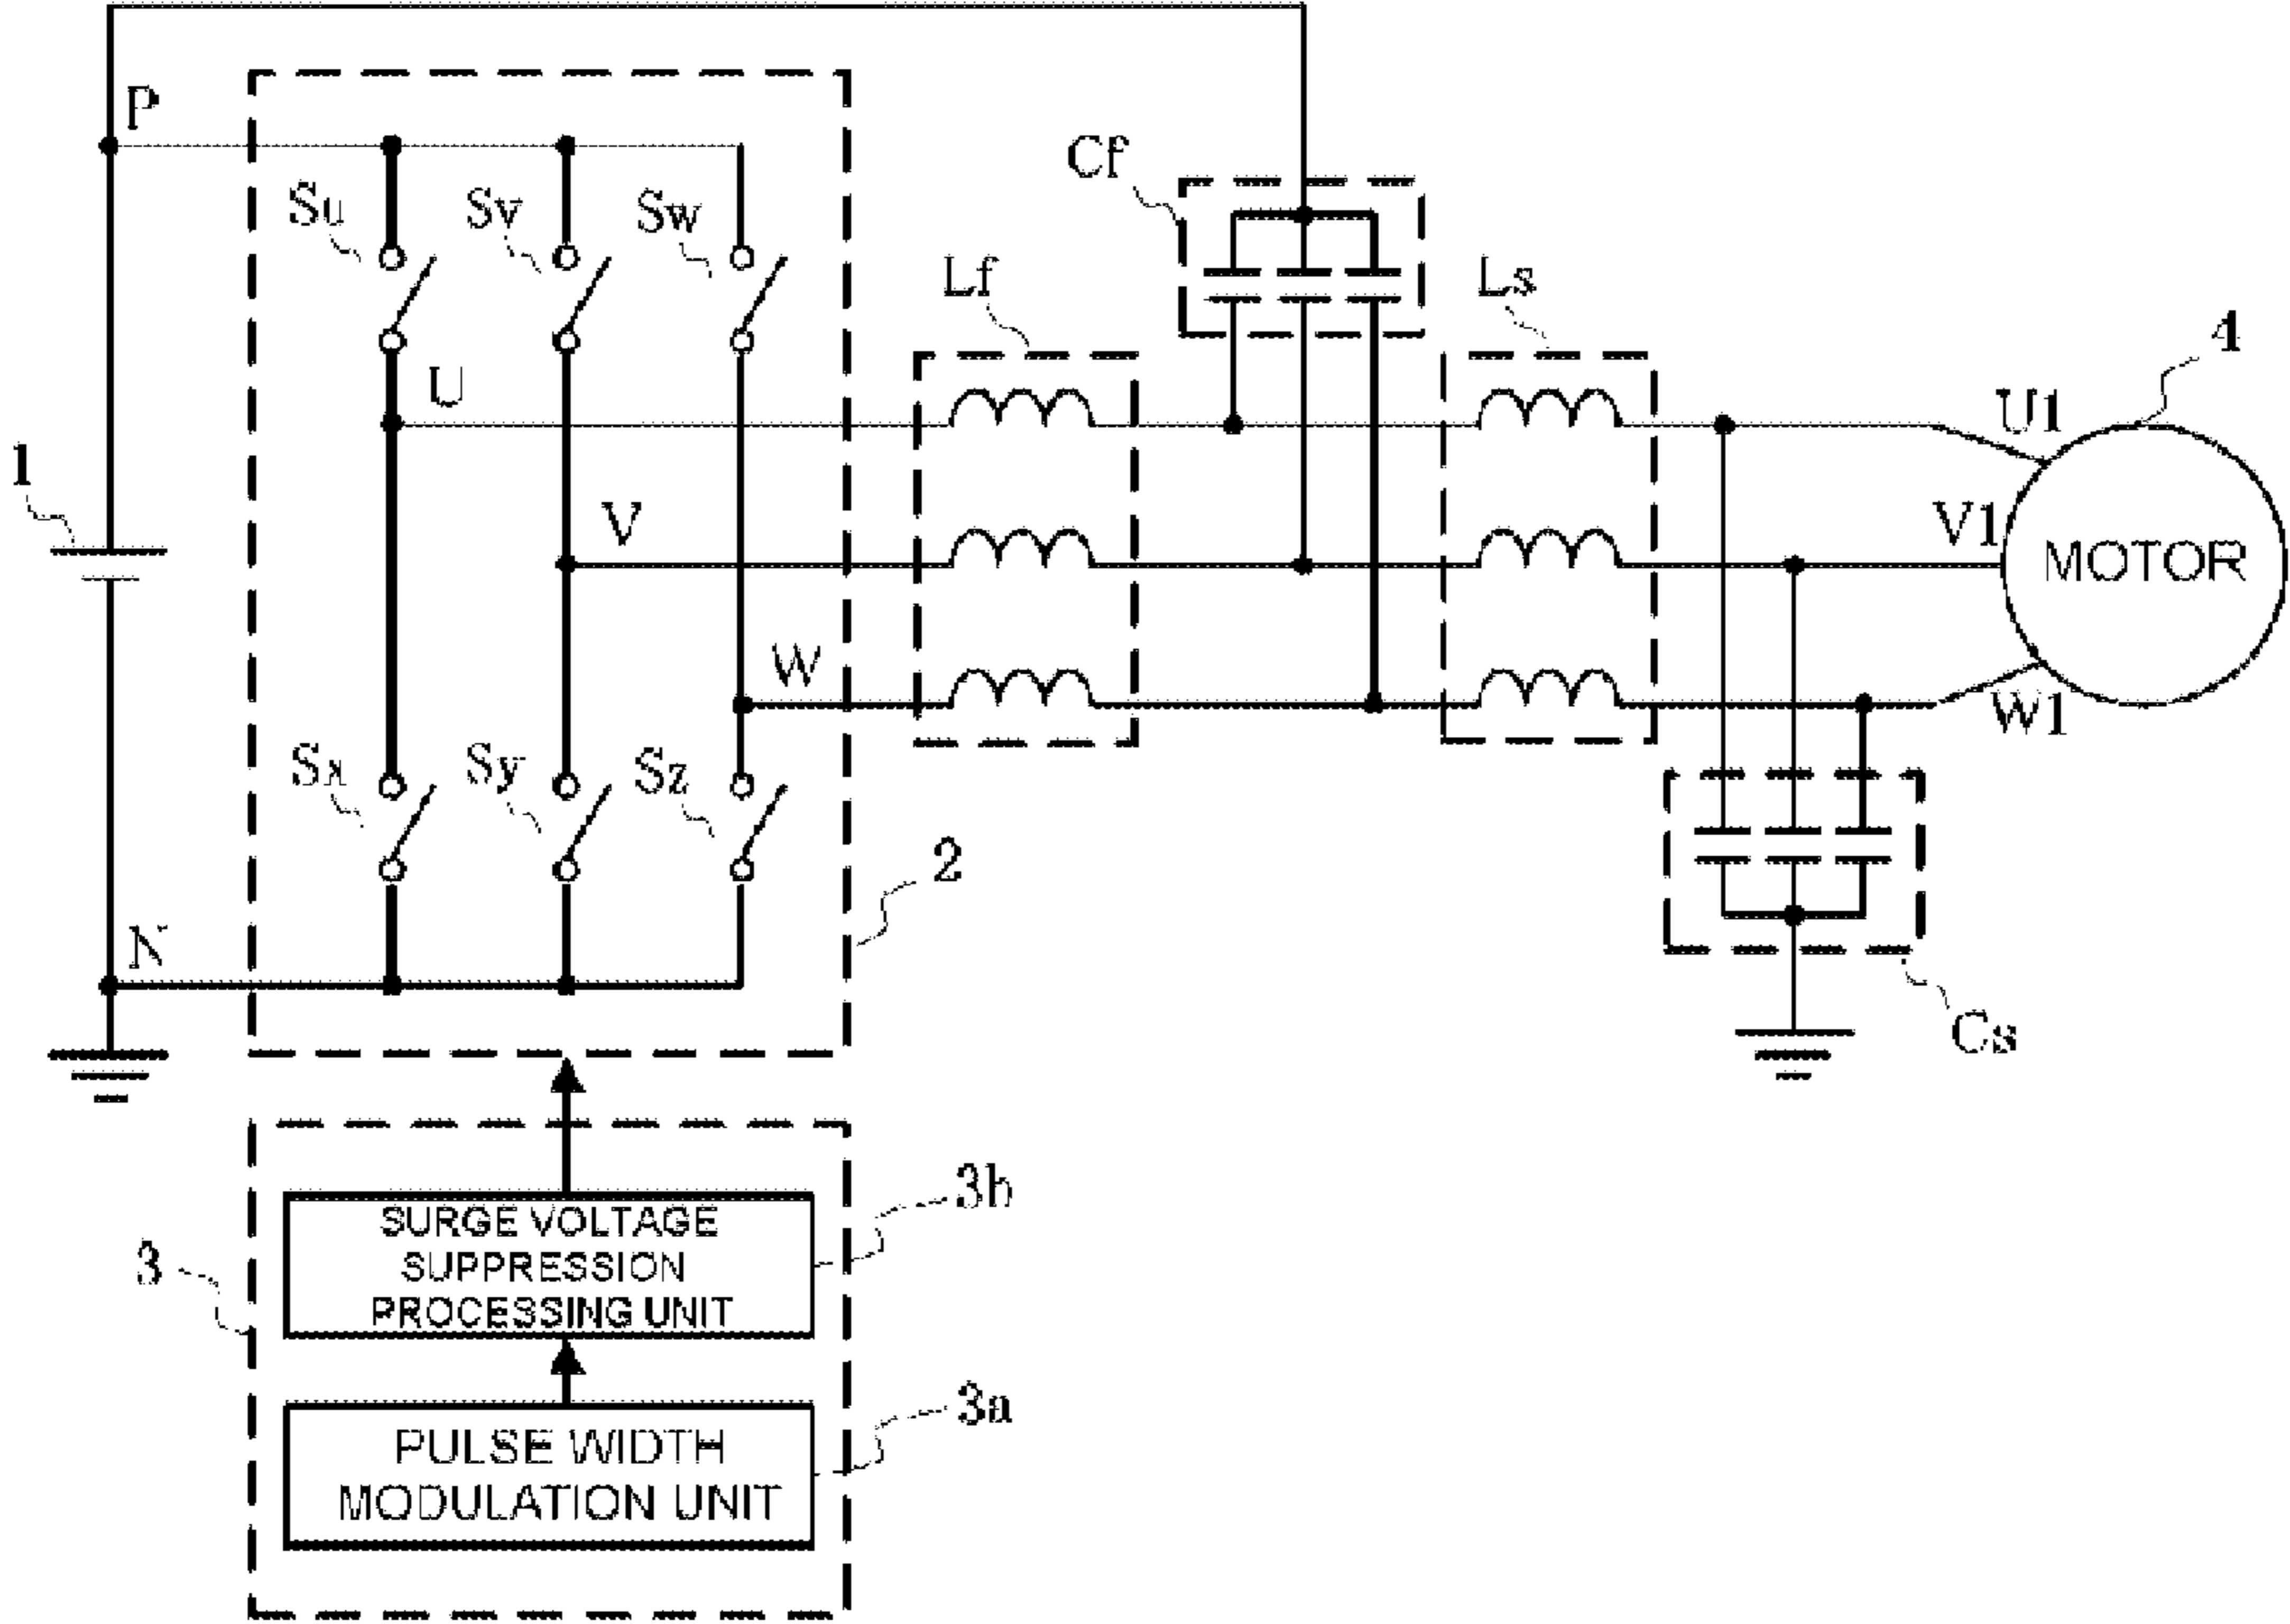 P
Cf
Su
Sv
Sw
Lf
Ls
4
U
U1
1
V
V1
MOTOR
W
W1
Sx
Sy
Sz
2
N
Cs
3b
SURGE VOLTAGE
SUPPRESSION
PROCESSING UNIT
3
3a
PULSE WIDTH
MODULATION UNIT